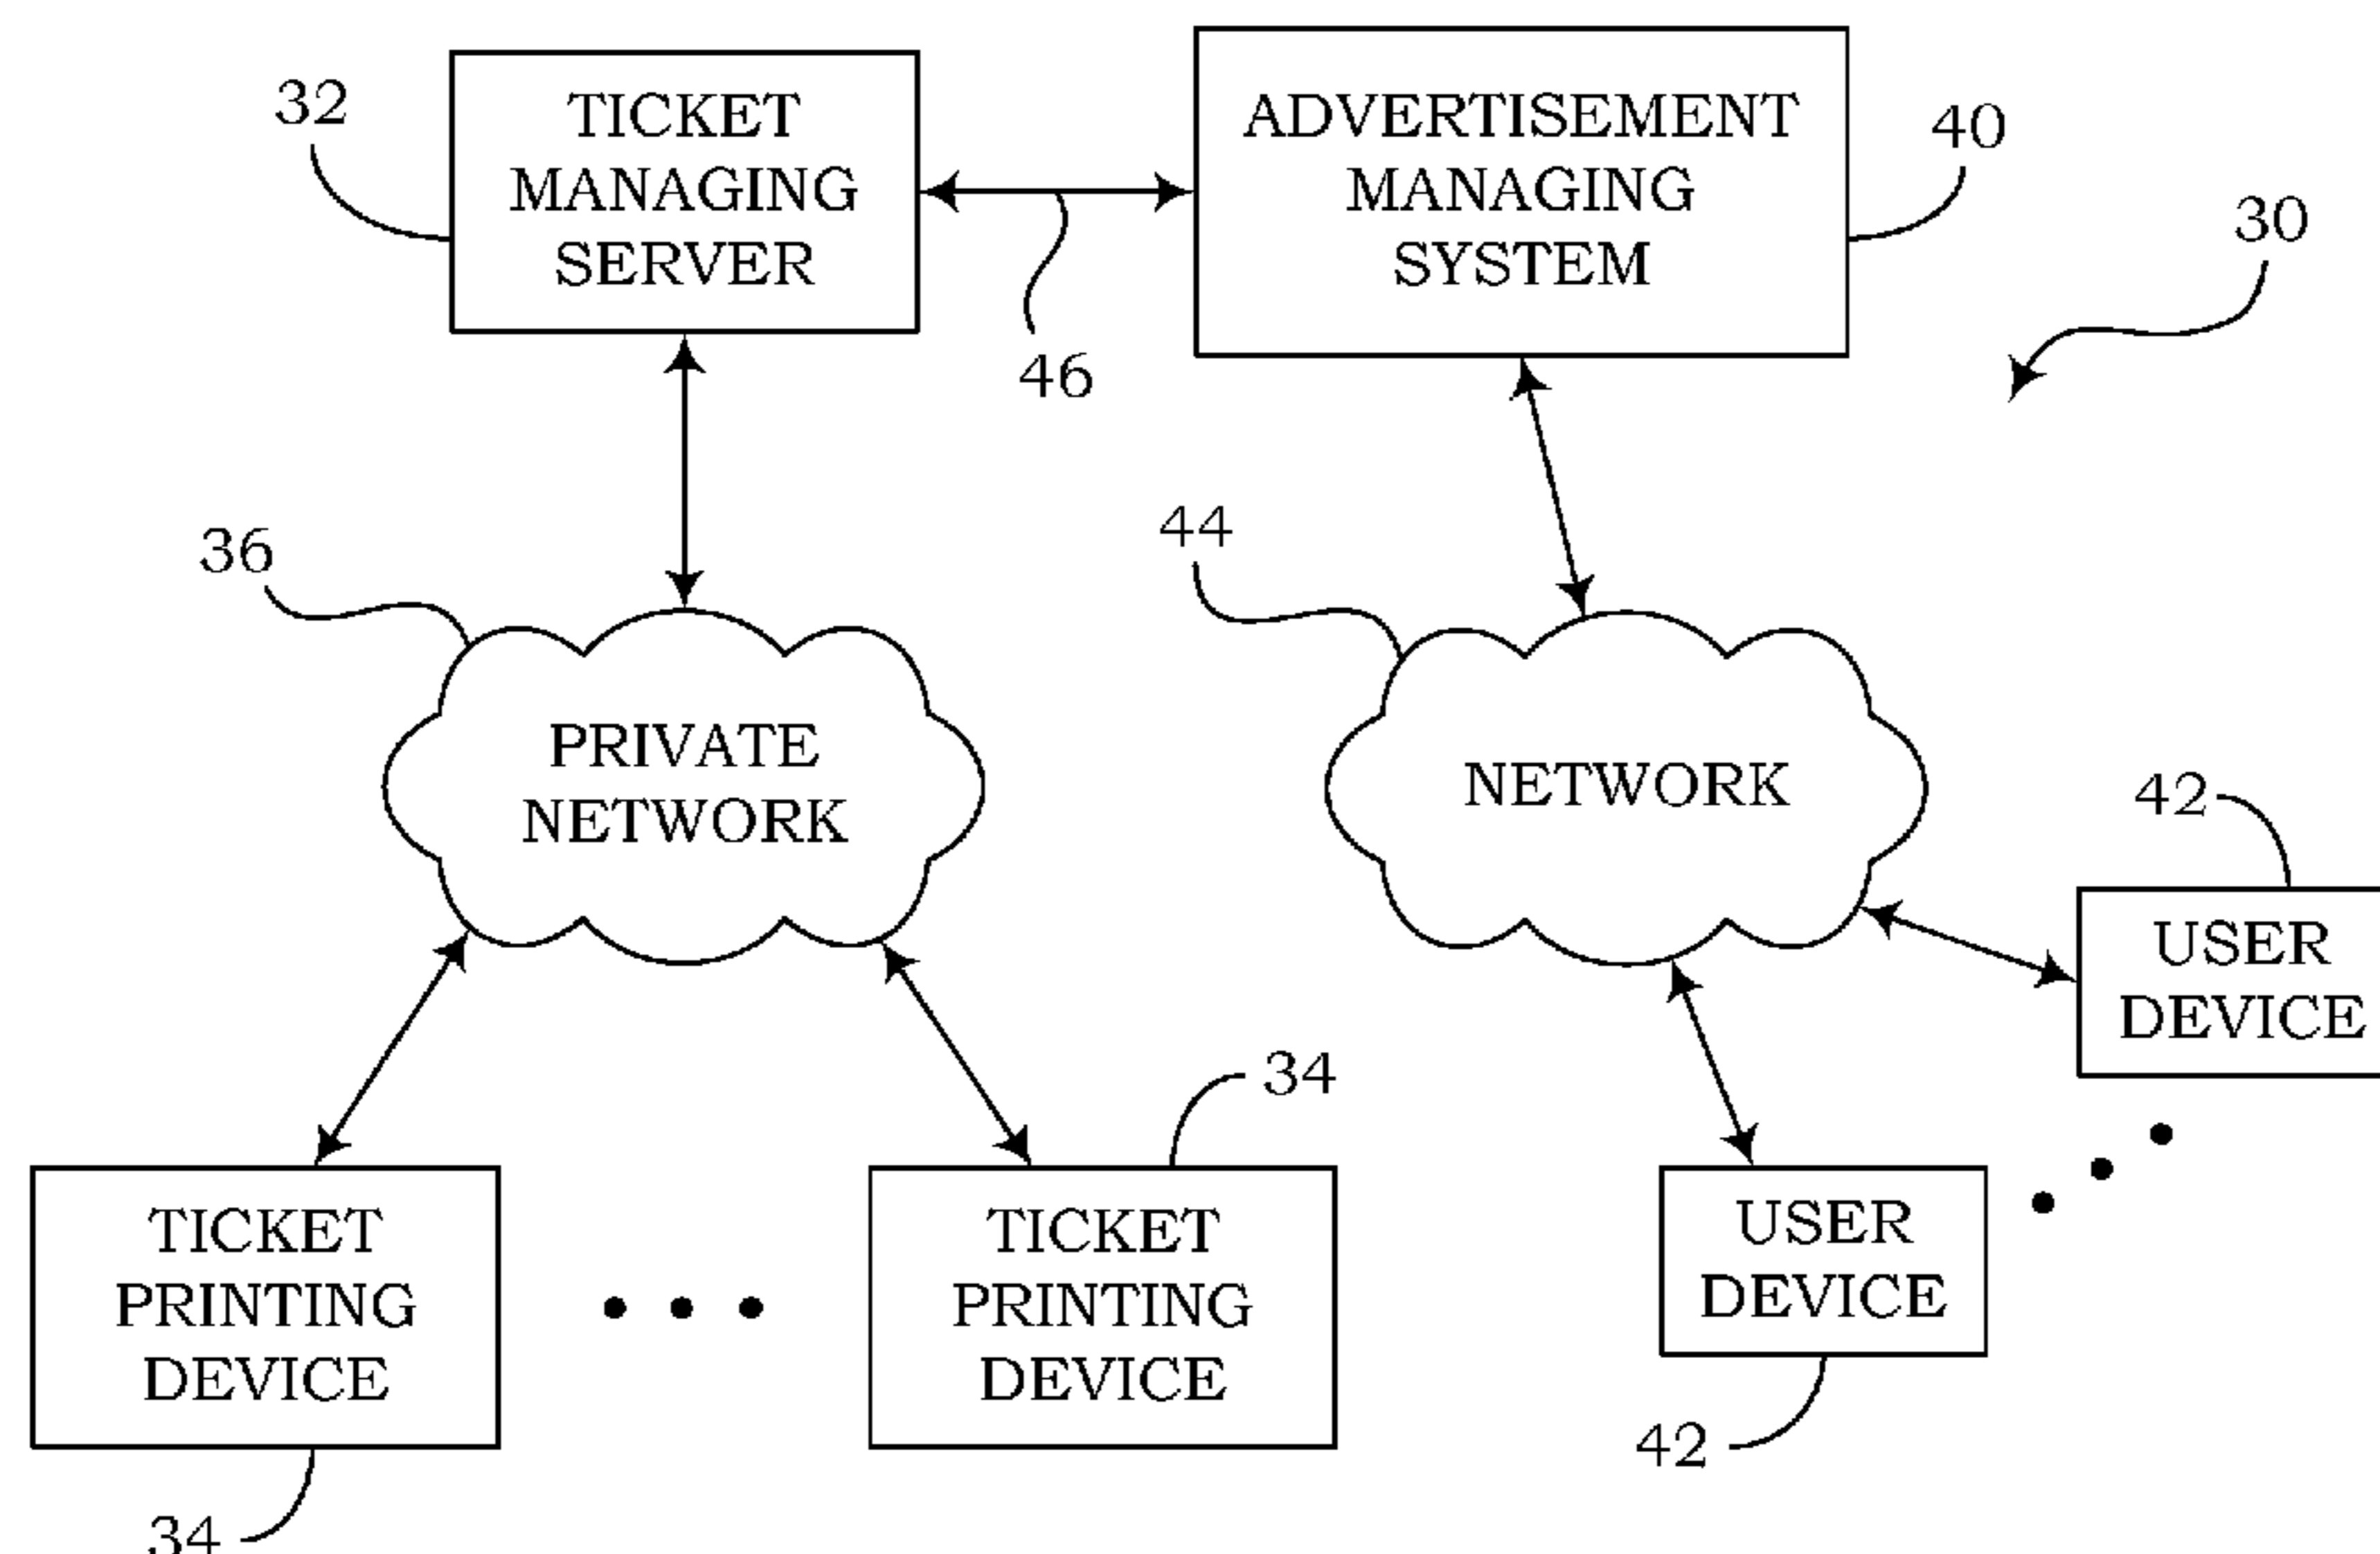 32
TICKET
MANAGING
SERVER
ADVERTISEMENT
MANAGING
SYSTEM
40
30
46
36
44
PRIVATE
NETWORK
NETWORK
42
USER
DEVICE
34
TICKET
PRINTING
DEVICE
TICKET
PRINTING
DEVICE
USER
DEVICE
42
34